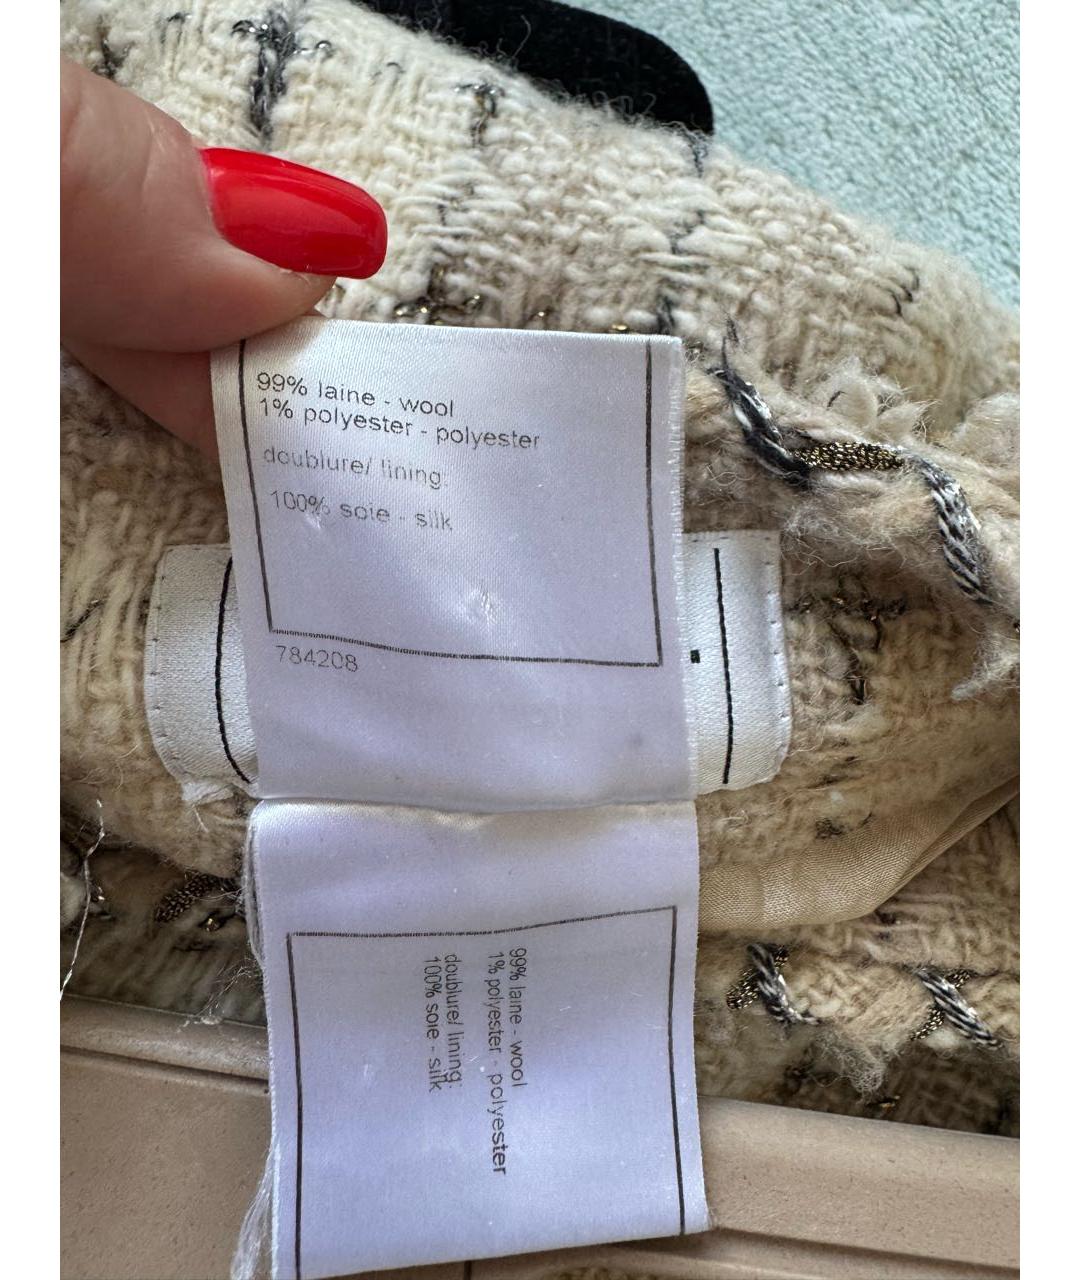 99% laine - wool
1% polyester - polyester
doublure/ lining
100% soie - silk
784208
99% laine - wool
1% polyester - polyester
doublure/ lining:
100% soie - silk